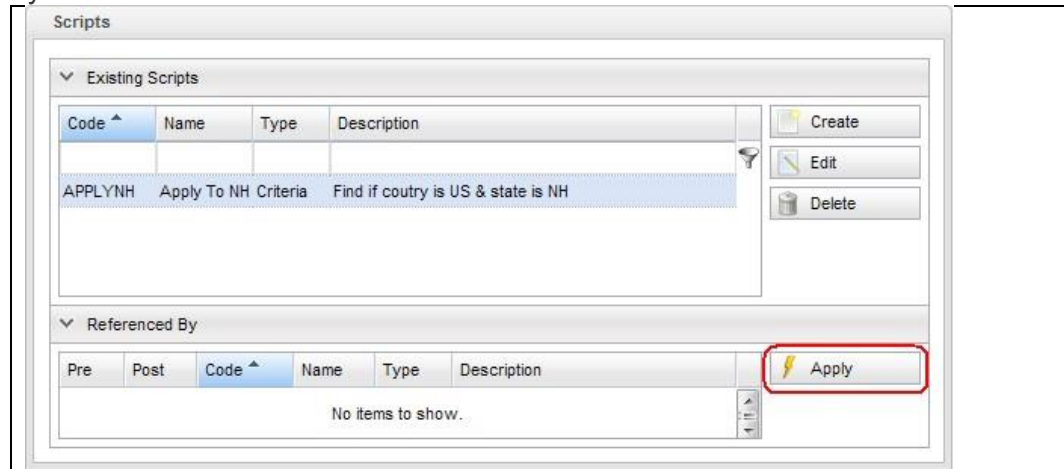 Scripts
Existing Scripts
Code Name Type Description
Create
Edit
APPLYNH Apply To NH Criteria Find if coutry is US & state is NH
Delete
Referenced By
Pre Post Code Name Type Description
Apply
No items to show.